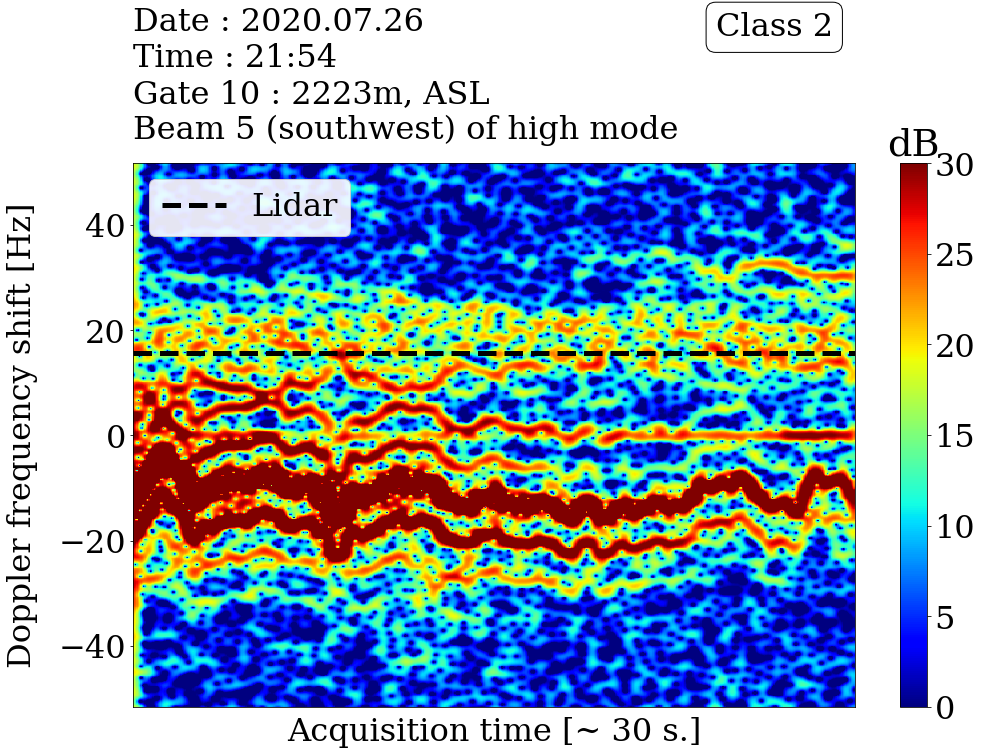 Date : 2020.07.26
Time : 21:54
Gate 10 : 2223m, ASL
Beam 5 (southwest) of high mode
Class 2
dB
Lidar
Doppler frequency shift [Hz]
40
20
0
−20
−40
Acquisition time [~ 30 s.]
30
25
20
15
10
5
0